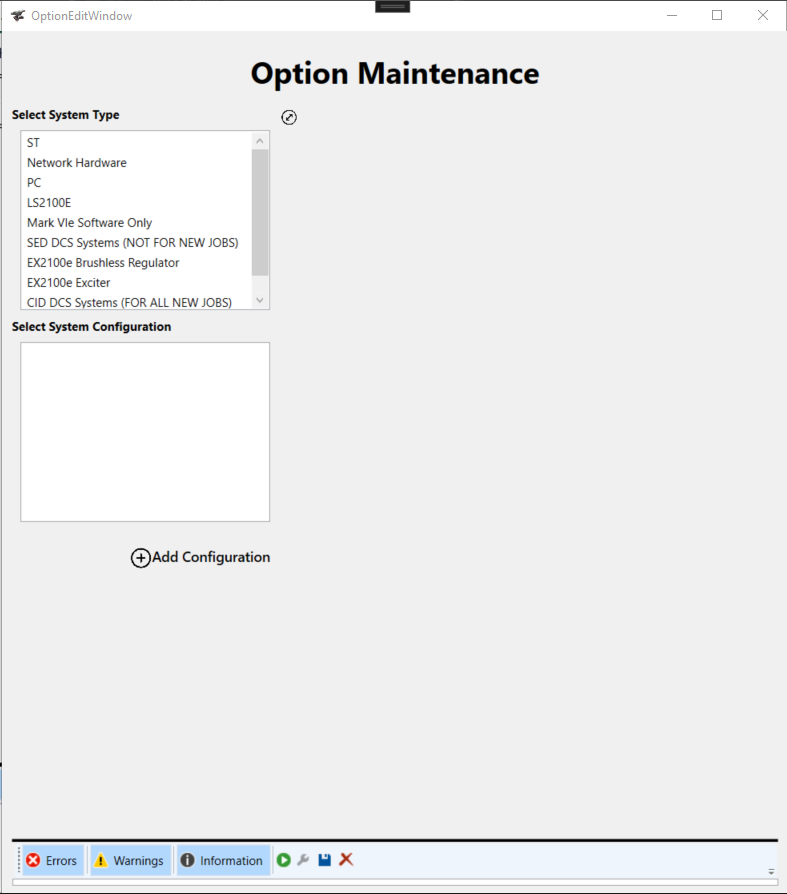 OptionEditWindow
Option Maintenance
Select System Type
ST
Network Hardware
PC
LS2100E
Mark VIe Software Only
SED DCS Systems (NOT FOR NEW JOBS)
EX2100e Brushless Regulator
EX2100e Exciter
CID DCS Systems (FOR ALL NEW JOBS)
Select System Configuration
Add Configuration
Errors Warnings Information